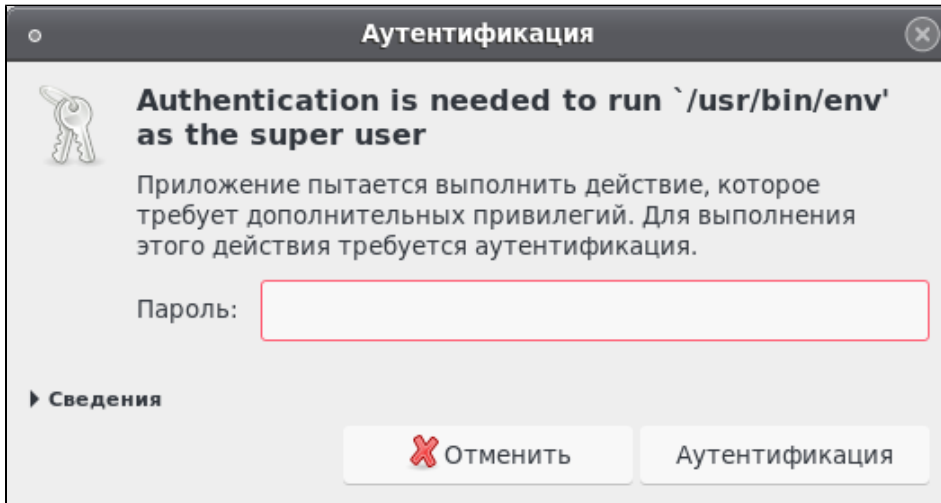 Аутентификация
Authentication is needed to run `/usr/bin/env'
as the super user
Приложение пытается выполнить действие, которое
требует дополнительных привилегий. Для выполнения
этого действия требуется аутентификация.
Пароль:
Сведения
Отменить
Аутентификация